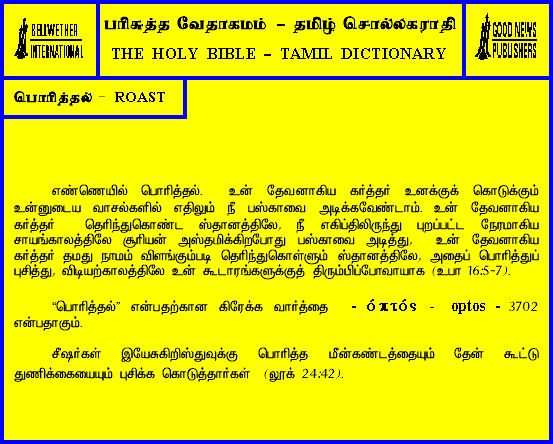 BELLWETHER
INTERNATIONAL
பரிசுத்த வேதாகமம் – தமிழ் சொல்லகராதி
THE HOLY BIBLE – TAMIL DICTIONARY
GOOD NEWS
PUBLISHERS
பொரித்தல் – ROAST
எண்ணெயில் பொரித்தல். உன் தேவனாகிய கர்த்தர் உனக்குக் கொடுக்கும்
உன்னுடைய வாசல்களில் எதிலும் நீ பஸ்காவை அடிக்கவேண்டாம். உன் தேவனாகிய
கர்த்தர் தெரிந்துகொண்ட ஸ்தானத்திலே, நீ எகிப்திலிருந்து புறப்பட்ட நேரமாகிய
சாயங்காலத்திலே சூரியன் அஸ்தமிக்கிறபோது பஸ்காவை அடித்து, உன் தேவனாகிய
கர்த்தர் தமது நாமம் விளங்கும்படி தெரிந்துகொள்ளும் ஸ்தானத்திலே, அதைப் பொரித்துப்
புசித்து, விடியற்காலத்திலே உன் கூடாரங்களுக்குத் திரும்பிப்போவாயாக (உபா 16:5-7).
“பொரித்தல்” என்பதற்கான கிரேக்க வார்த்தை - όπτός - optos - 3702
என்பதாகும்.
சீஷர்கள் இயேசுகிறிஸ்துவுக்கு பொரித்த மீன்கண்டத்தையும் தேன் கூட்டு
துணிக்கையையும் புசிக்க கொடுத்தார்கள் (லூக் 24:42).